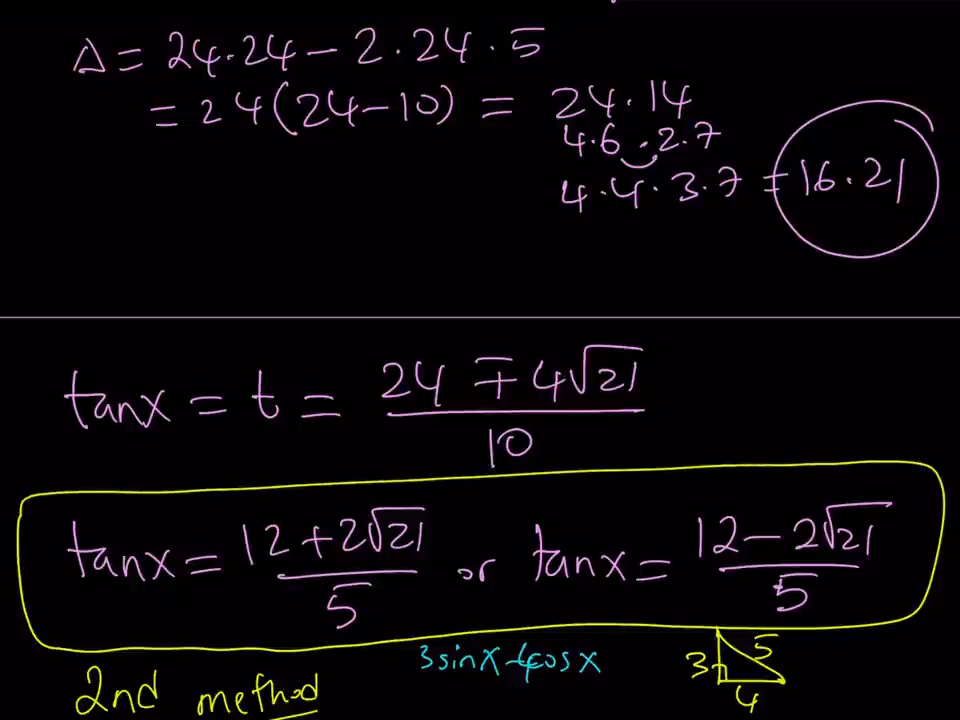 Δ = 24·24 − 2·24·5
= 24(24−10) = 24·14
4·6·2·7
4·4·3·7 = 16·21
tanx = t = (24 ∓ 4√21)/10
tanx = (12+2√21)/5 or tanx = (12−2√21)/5
3sinx-4cosx
3 5
4
2nd method